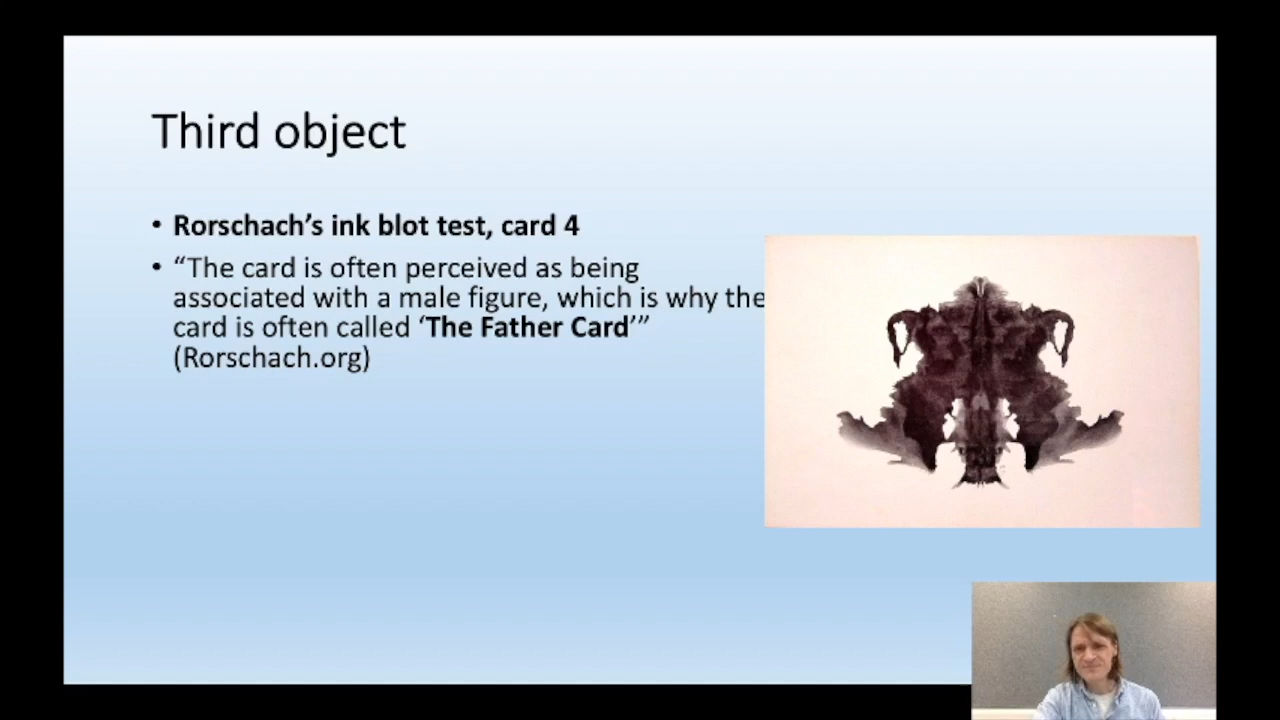 Third object
• Rorschach’s ink blot test, card 4
• “The card is often perceived as being
associated with a male figure, which is why the
card is often called ‘The Father Card’”
(Rorschach.org)